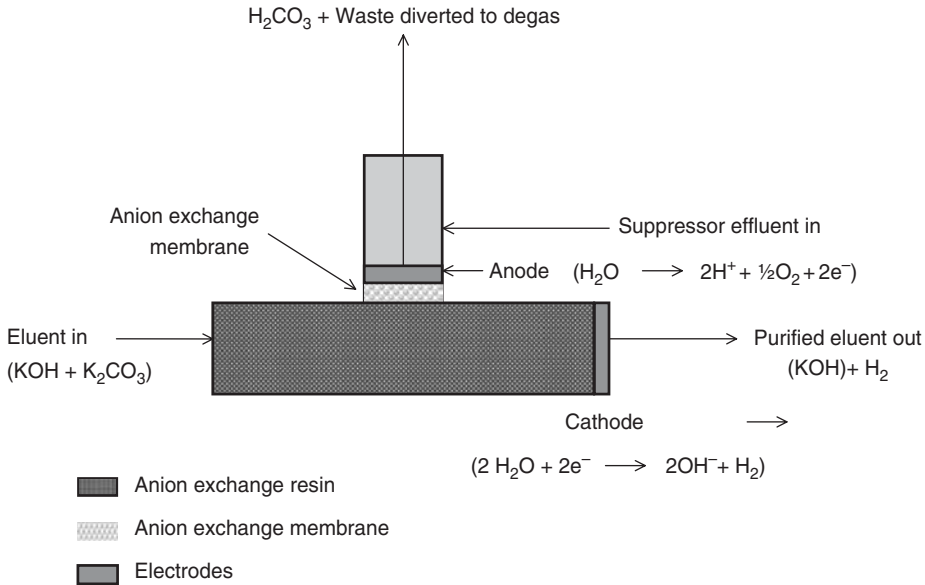 H₂CO₃ + Waste diverted to degas
Anion exchange
membrane
Suppressor effluent in
Anode (H₂O ⟶ 2H⁺ + ½O₂ + 2e⁻)
Eluent in
(KOH + K₂CO₃)
Purified eluent out
(KOH) + H₂
Cathode ⟶
(2 H₂O + 2e⁻ ⟶ 2OH⁻ + H₂)
Anion exchange resin
Anion exchange membrane
Electrodes